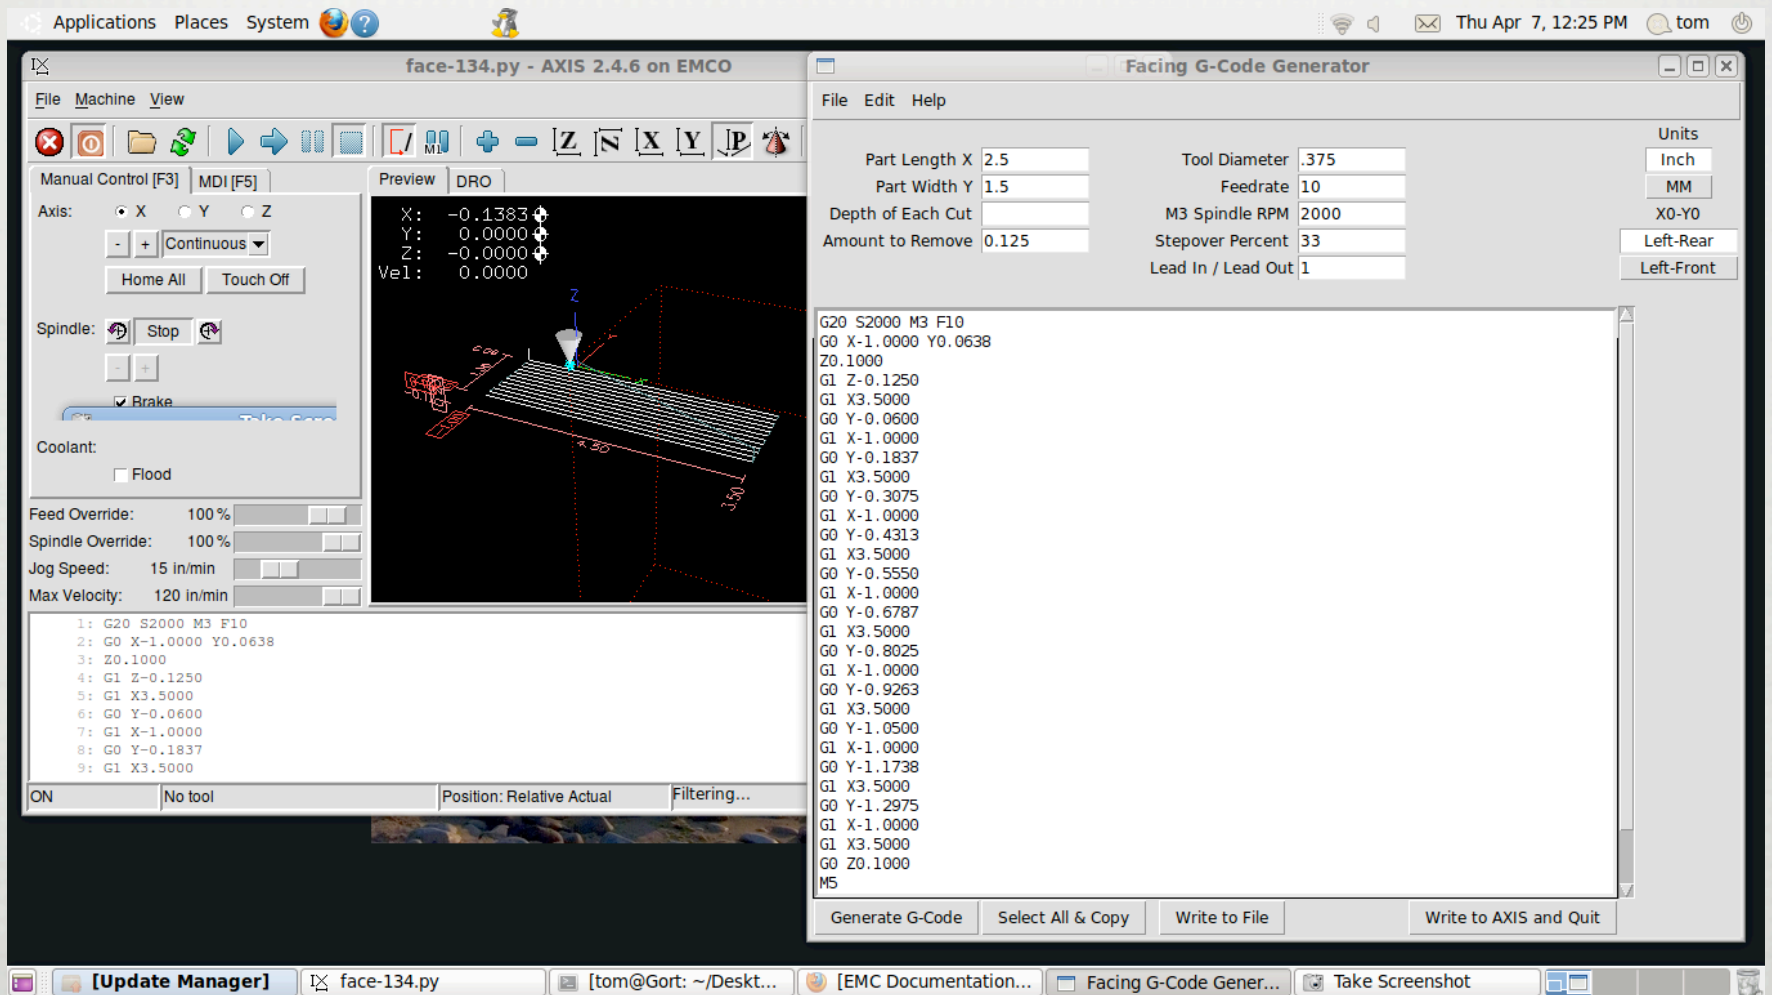 Applications Places System
Thu Apr 7, 12:25 PM tom
face-134.py - AXIS 2.4.6 on EMCO
File Machine View
Manual Control [F3] MDI [F5]
Axis: X Y Z
- + Continuous
Home All Touch Off
Spindle: Stop
- +
Brake
Coolant:
Flood
Feed Override: 100 %
Spindle Override: 100 %
Jog Speed: 15 in/min
Max Velocity: 120 in/min
Preview DRO
X: -0.1383
Y: 0.0000
Z: -0.0000
Vel: 0.0000
Z
4.50
3.50
1: G20 S2000 M3 F10
2: G0 X-1.0000 Y0.0638
3: Z0.1000
4: G1 Z-0.1250
5: G1 X3.5000
6: G0 Y-0.0600
7: G1 X-1.0000
8: G0 Y-0.1837
9: G1 X3.5000
ON No tool Position: Relative Actual Filtering...
Facing G-Code Generator
File Edit Help
Part Length X 2.5
Part Width Y 1.5
Depth of Each Cut
Amount to Remove 0.125
Tool Diameter .375
Feedrate 10
M3 Spindle RPM 2000
Stepover Percent 33
Lead In / Lead Out 1
Units
Inch
MM
X0-Y0
Left-Rear
Left-Front
G20 S2000 M3 F10
G0 X-1.0000 Y0.0638
Z0.1000
G1 Z-0.1250
G1 X3.5000
G0 Y-0.0600
G1 X-1.0000
G0 Y-0.1837
G1 X3.5000
G0 Y-0.3075
G1 X-1.0000
G0 Y-0.4313
G1 X3.5000
G0 Y-0.5550
G1 X-1.0000
G0 Y-0.6787
G1 X3.5000
G0 Y-0.8025
G1 X-1.0000
G0 Y-0.9263
G1 X3.5000
G0 Y-1.0500
G1 X-1.0000
G0 Y-1.1738
G1 X3.5000
G0 Y-1.2975
G1 X-1.0000
G1 X3.5000
G0 Z0.1000
M5
Generate G-Code Select All & Copy Write to File Write to AXIS and Quit
[Update Manager] face-134.py [tom@Gort: ~/Deskt... [EMC Documentation... Facing G-Code Gener... Take Screenshot